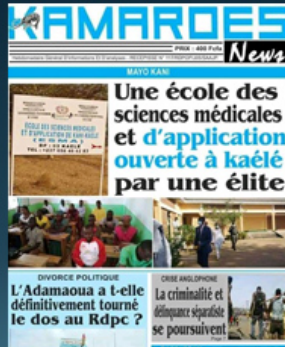 KAMARDES
News
PRIX : 400 Fcfa
MAYO KANI
Une école des
sciences médicales
et d'application
ouverte à kaélé
par une élite
ECOLE DES SCIENCES MEDICALES
ET D'APPLICATION DE
DIVORCE POLITIQUE
L'Adamaoua a t-elle
définitivement tourné
le dos au Rdpc ?
CRISE ANGLOPHONE
La criminalité et
délinquance séparatiste
se poursuivent